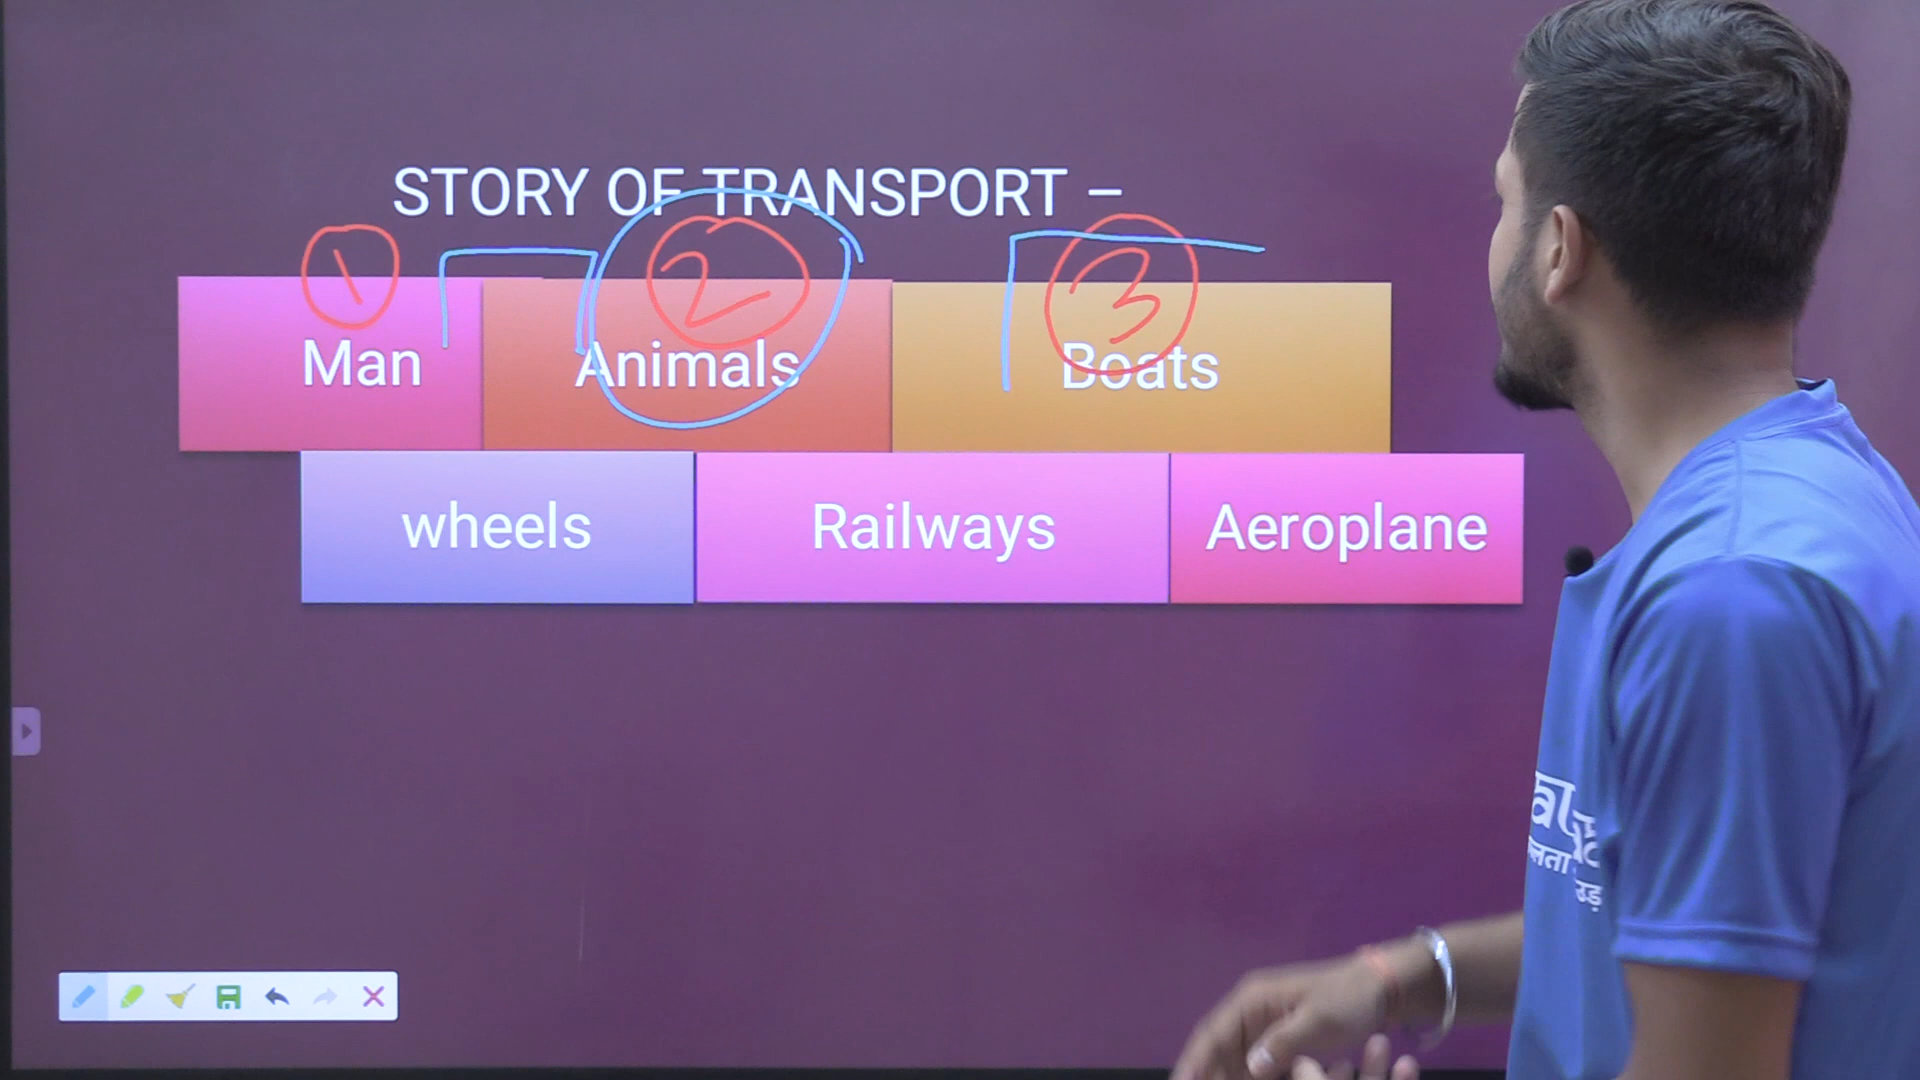 STORY OF TRANSPORT –
1 2 3
Man Animals Boats
wheels Railways Aeroplane